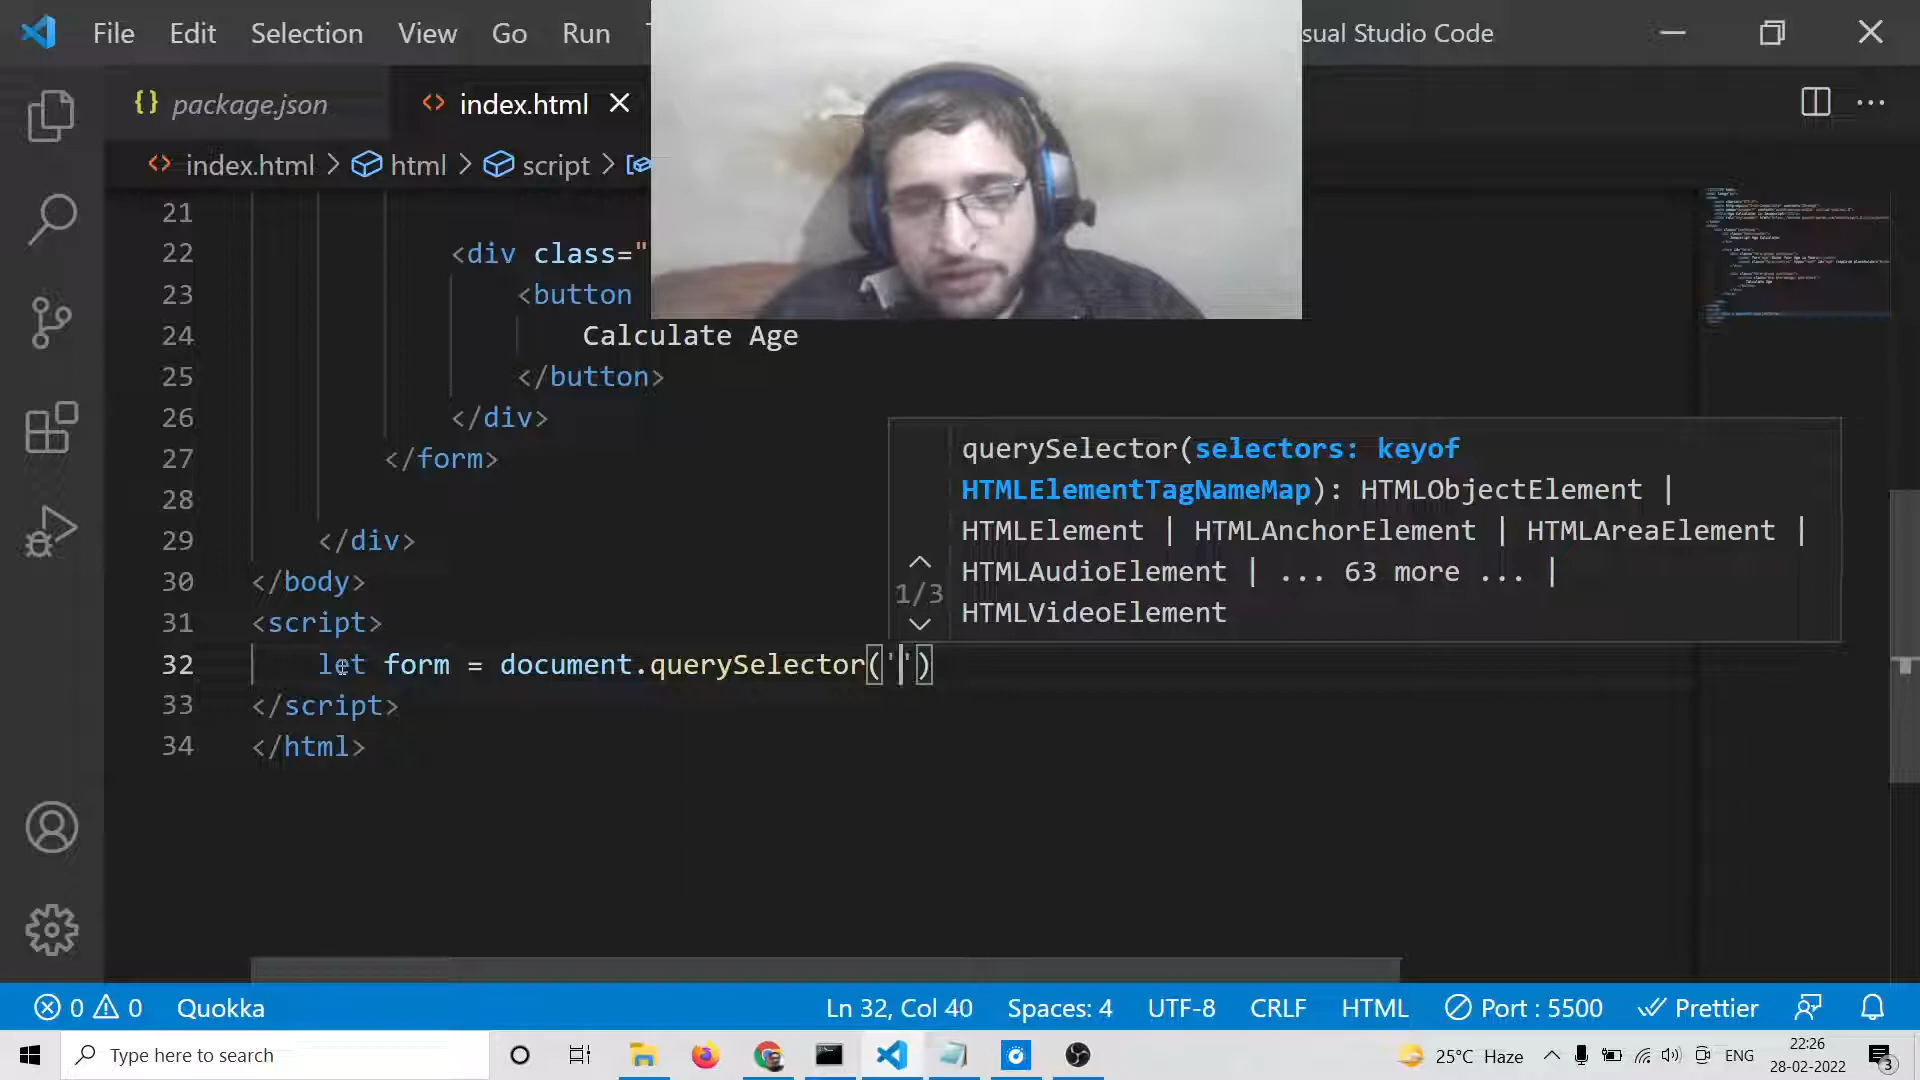 File Edit Selection View Go Run
sual Studio Code
{} package.json
<> index.html
<> index.html > html > script >
21
22 <div class="
23 <button
24 Calculate Age
25 </button>
26 </div>
27 </form>
28
29 </div>
30 </body>
31 <script>
32 let form = document.querySelector('')
33 </script>
34 </html>
querySelector(selectors: keyof
HTMLElementTagNameMap): HTMLObjectElement |
HTMLElement | HTMLAnchorElement | HTMLAreaElement |
HTMLAudioElement | ... 63 more ... |
HTMLVideoElement
1/3
0 0 Quokka
Ln 32, Col 40 Spaces: 4 UTF-8 CRLF HTML Port : 5500 Prettier
Type here to search
25°C Haze
ENG
22:26
28-02-2022
3